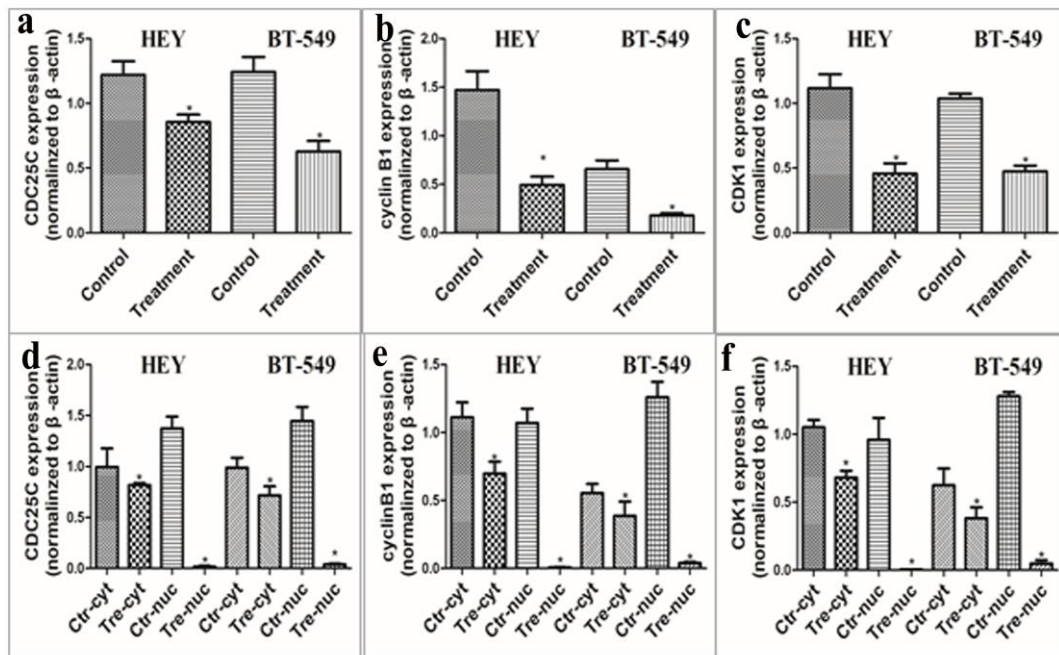 a
HEY BT-549
CDC25C expression
(normalized to β -actin)
1.5
1.0
0.5
0.0
*
*
Control
Treatment
Control
Treatment
b
HEY BT-549
cyclin B1 expression
(normalized to β -actin)
2.0
1.5
1.0
0.5
0.0
*
*
Control
Treatment
Control
Treatment
c
HEY BT-549
CDK1 expression
(normalized to β -actin)
1.5
1.0
0.5
0.0
*
*
Control
Treatment
Control
Treatment
d
HEY BT-549
CDC25C expression
(normalinzed to β -actin)
2.0
1.5
1.0
0.5
0.0
*
*
*
*
Ctr-cyt
Tre-cyt
Ctr-nuc
Tre-nuc
Ctr-cyt
Tre-cyt
Ctr-nuc
Tre-nuc
e
HEY BT-549
cyclinB1 expression
(normalinzed to β -actin)
1.5
1.0
0.5
0.0
*
*
*
*
Ctr-cyt
Tre-cyt
Ctr-nuc
Tre-nuc
Ctr-cyt
Tre-cyt
Ctr-nuc
Tre-nuc
f
HEY BT-549
CDK1 expression
(normalinzed to β -actin)
1.5
1.0
0.5
0.0
*
*
*
*
Ctr-cyt
Tre-cyt
Ctr-nuc
Tre-nuc
Ctr-cyt
Tre-cyt
Ctr-nuc
Tre-nuc